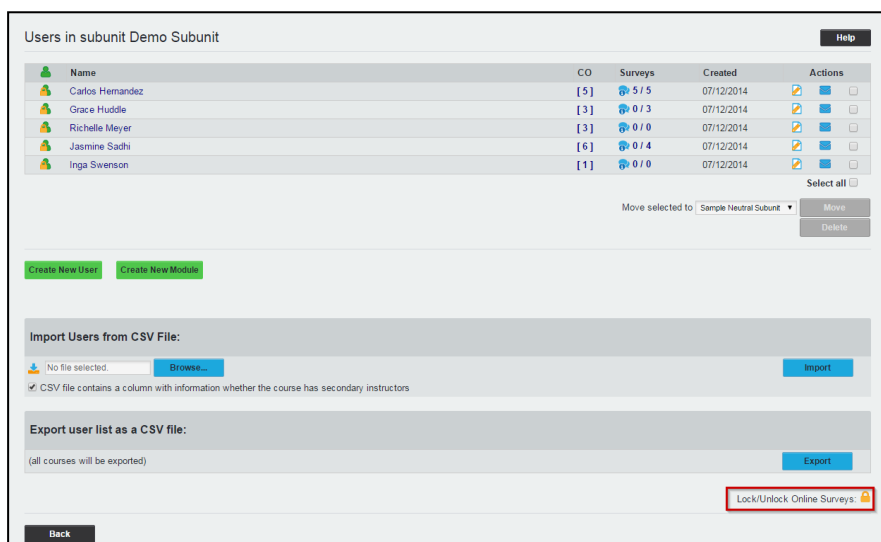 Users in subunit Demo Subunit Help
Name CO Surveys Created Actions
Carlos Hernandez [ 5 ] 5 / 5 07/12/2014
Grace Huddle [ 3 ] 0 / 3 07/12/2014
Richelle Meyer [ 3 ] 0 / 0 07/12/2014
Jasmine Sadhi [ 6 ] 0 / 4 07/12/2014
Inga Swenson [ 1 ] 0 / 0 07/12/2014
Select all
Move selected to Sample Neutral Subunit Move
Delete
Create New User Create New Module
Import Users from CSV File:
No file selected. Browse... Import
CSV file contains a column with information whether the course has secondary instructors
Export user list as a CSV file:
(all courses will be exported) Export
Lock/Unlock Online Surveys:
Back